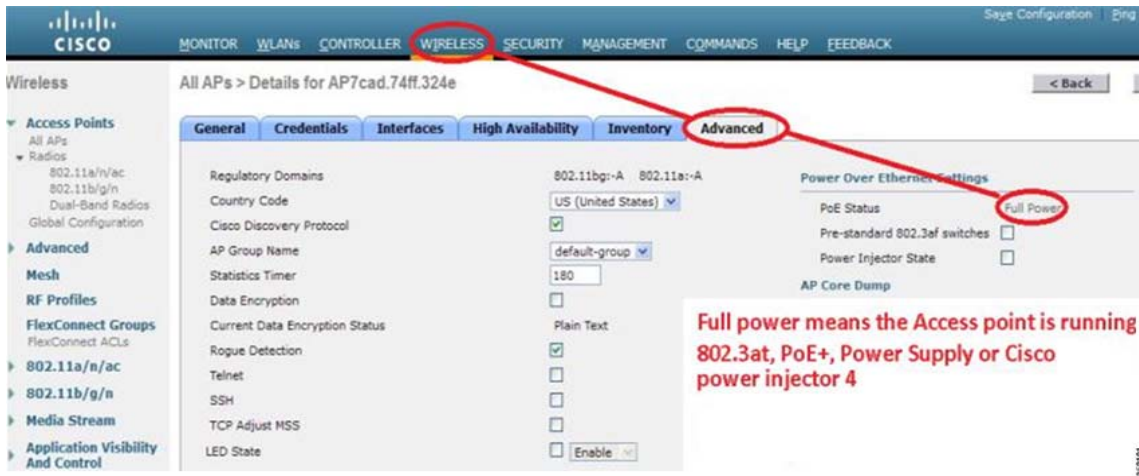 Save Configuration Ping
CISCO MONITOR WLANs CONTROLLER WIRELESS SECURITY MANAGEMENT COMMANDS HELP FEEDBACK
Wireless
Access Points
All APs
Radios
802.11a/n/ac
802.11b/g/n
Dual-Band Radios
Global Configuration
Advanced
Mesh
RF Profiles
FlexConnect Groups
FlexConnect ACLs
802.11a/n/ac
802.11b/g/n
Media Stream
Application Visibility
And Control
All APs > Details for AP7cad.74ff.324e
< Back
General Credentials Interfaces High Availability Inventory Advanced
Regulatory Domains 802.11bg:-A 802.11a:-A
Country Code US (United States)
Cisco Discovery Protocol
AP Group Name default-group
Statistics Timer 180
Data Encryption
Current Data Encryption Status Plain Text
Rogue Detection
Telnet
SSH
TCP Adjust MSS
LED State Enable
Power Over Ethernet Settings
PoE Status Full Power
Pre-standard 802.3af switches
Power Injector State
AP Core Dump
Full power means the Access point is running
802.3at, PoE+, Power Supply or Cisco
power injector 4